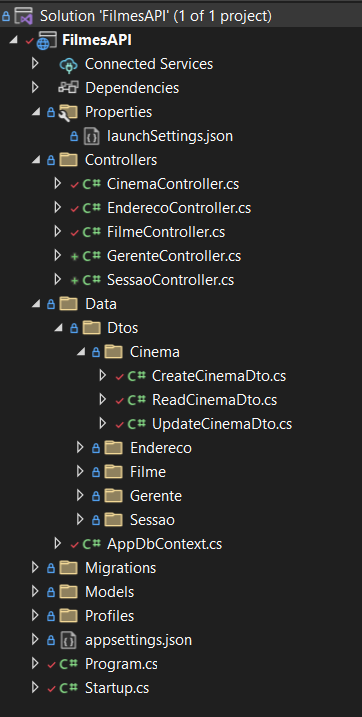 Solution 'FilmesAPI' (1 of 1 project)
FilmesAPI
Connected Services
Dependencies
Properties
launchSettings.json
Controllers
C# CinemaController.cs
C# EnderecoController.cs
C# FilmeController.cs
C# GerenteController.cs
C# SessaoController.cs
Data
Dtos
Cinema
C# CreateCinemaDto.cs
C# ReadCinemaDto.cs
C# UpdateCinemaDto.cs
Endereco
Filme
Gerente
Sessao
C# AppDbContext.cs
Migrations
Models
Profiles
appsettings.json
C# Program.cs
C# Startup.cs